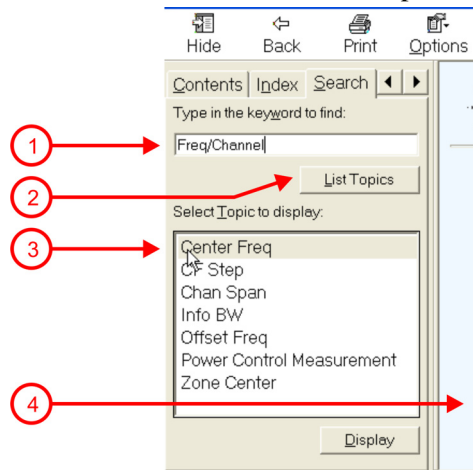 Hide Back Print Options
Contents Index Search
Type in the keyword to find:
1
Freq/Channel
2
List Topics
Select Topic to display:
3
Center Freq
CF Step
Chan Span
Info BW
Offset Freq
Power Control Measurement
Zone Center
4
Display